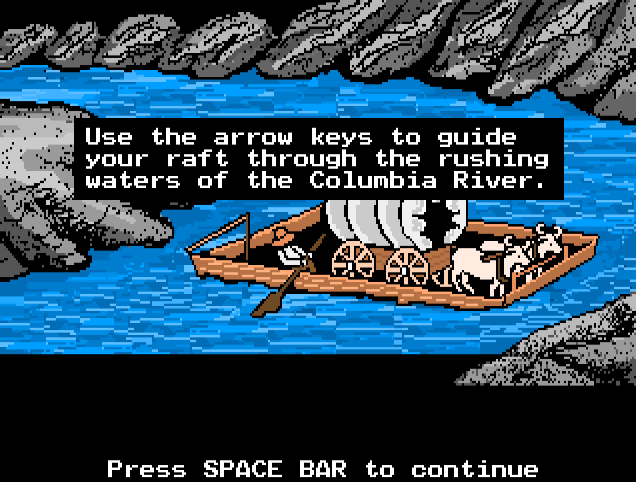 Use the arrow keys to guide
your raft through the rushing
waters of the Columbia River.
Press SPACE BAR to continue